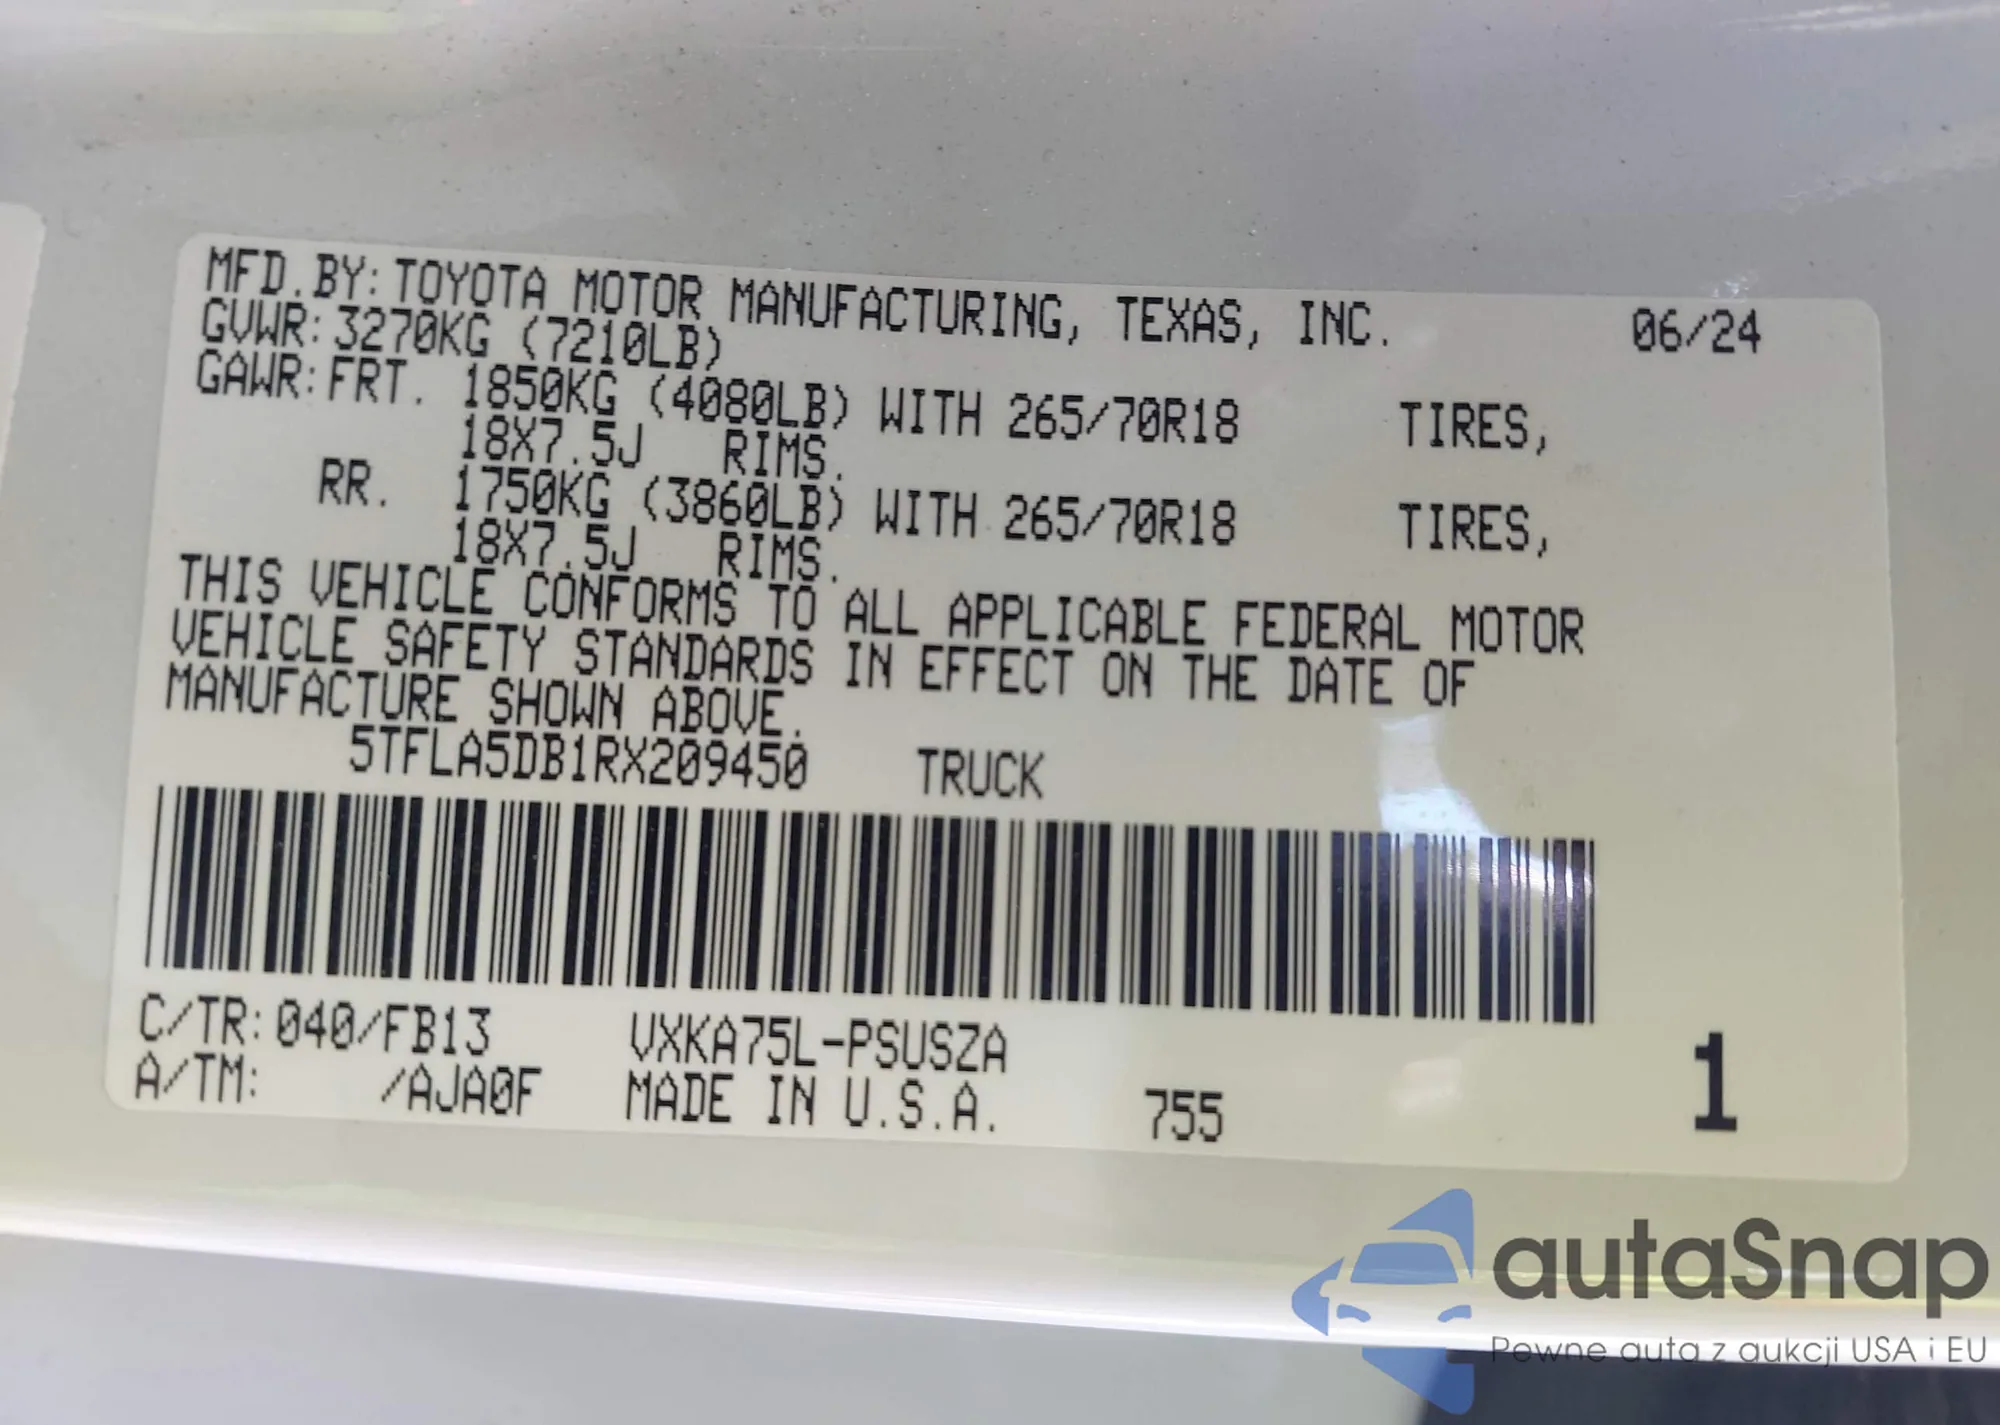 MFD.BY: TOYOTA MOTOR MANUFACTURING, TEXAS, INC. 06/24
GVWR: 3270KG (7210LB)
GAWR: FRT. 1850KG (4080LB) WITH 265/70R18 TIRES,
18X7.5J RIMS.
RR. 1750KG (3860LB) WITH 265/70R18 TIRES,
18X7.5J RIMS.
THIS VEHICLE CONFORMS TO ALL APPLICABLE FEDERAL MOTOR
VEHICLE SAFETY STANDARDS IN EFFECT ON THE DATE OF
MANUFACTURE SHOWN ABOVE.
5TFLA5DB1RX209450 TRUCK
C/TR: 040/FB13 VXKA75L-PSUSZA
A/TM: /AJA0F MADE IN U.S.A. 755 1
autaSnap
Pewne auta z aukcji USA i EU